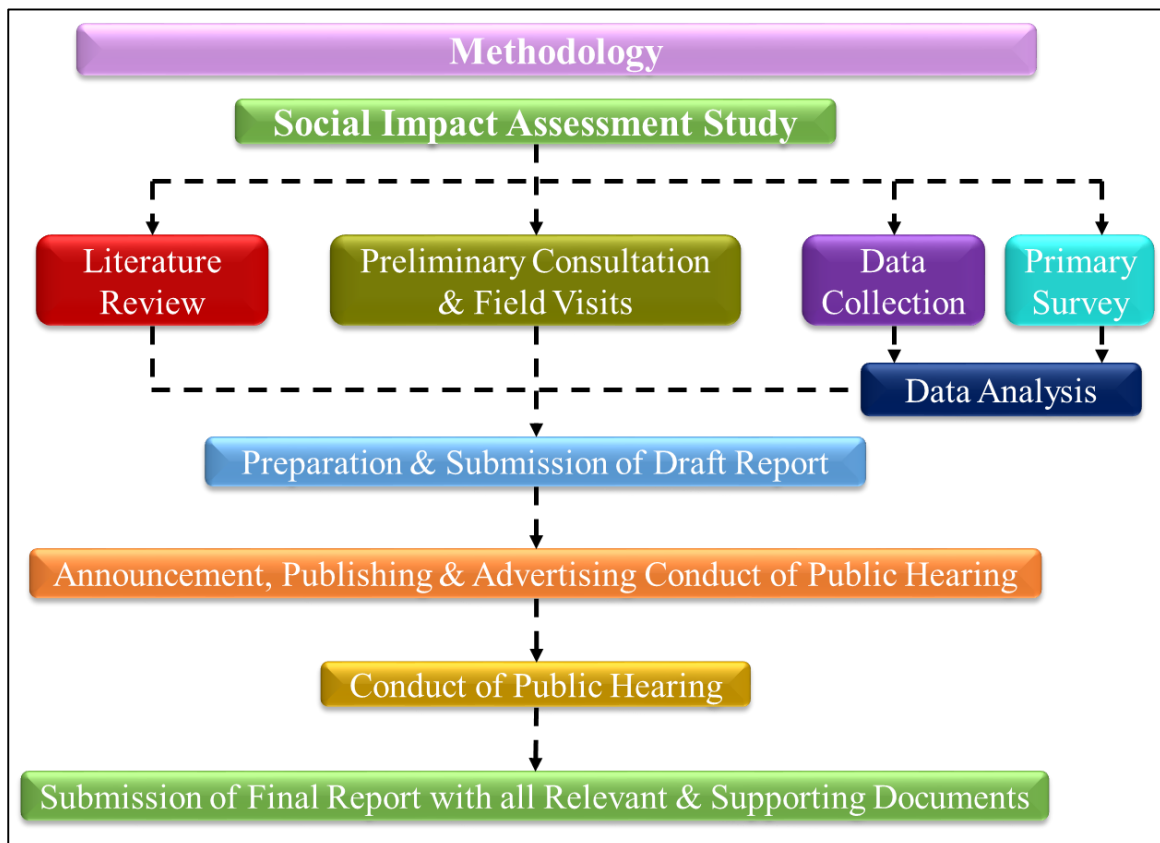 Methodology
Social Impact Assessment Study
Literature
Review
Preliminary Consultation
& Field Visits
Data
Collection
Primary
Survey
Data Analysis
Preparation & Submission of Draft Report
Announcement, Publishing & Advertising Conduct of Public Hearing
Conduct of Public Hearing
Submission of Final Report with all Relevant & Supporting Documents